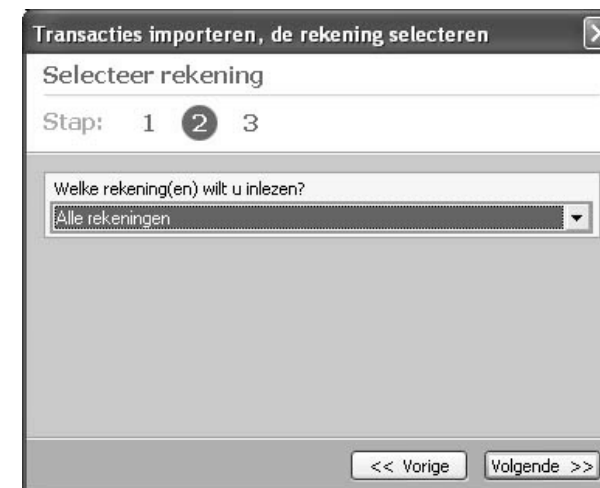 Transacties importeren, de rekening selecteren
Selecteer rekening
Stap: 1 2 3
Welke rekening(en) wilt u inlezen?
Alle rekeningen
<< Vorige Volgende >>